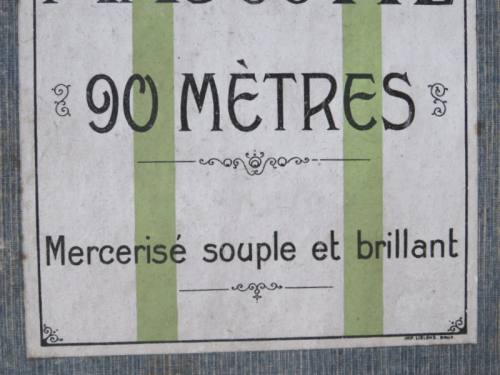 90 MÈTRES
Mercerisé souple et brillant